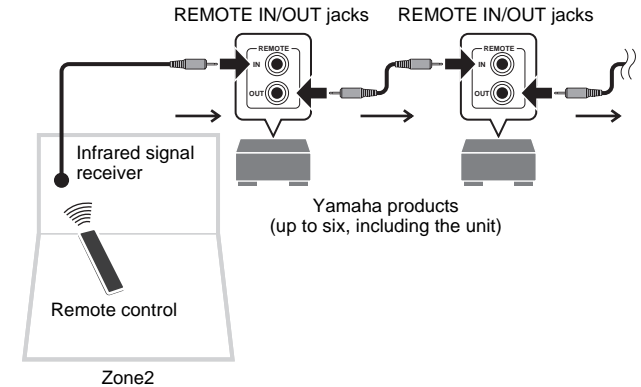 REMOTE IN/OUT jacks
REMOTE IN/OUT jacks
REMOTE
IN
OUT
REMOTE
IN
OUT
Infrared signal
receiver
Yamaha products
(up to six, including the unit)
Remote control
Zone2